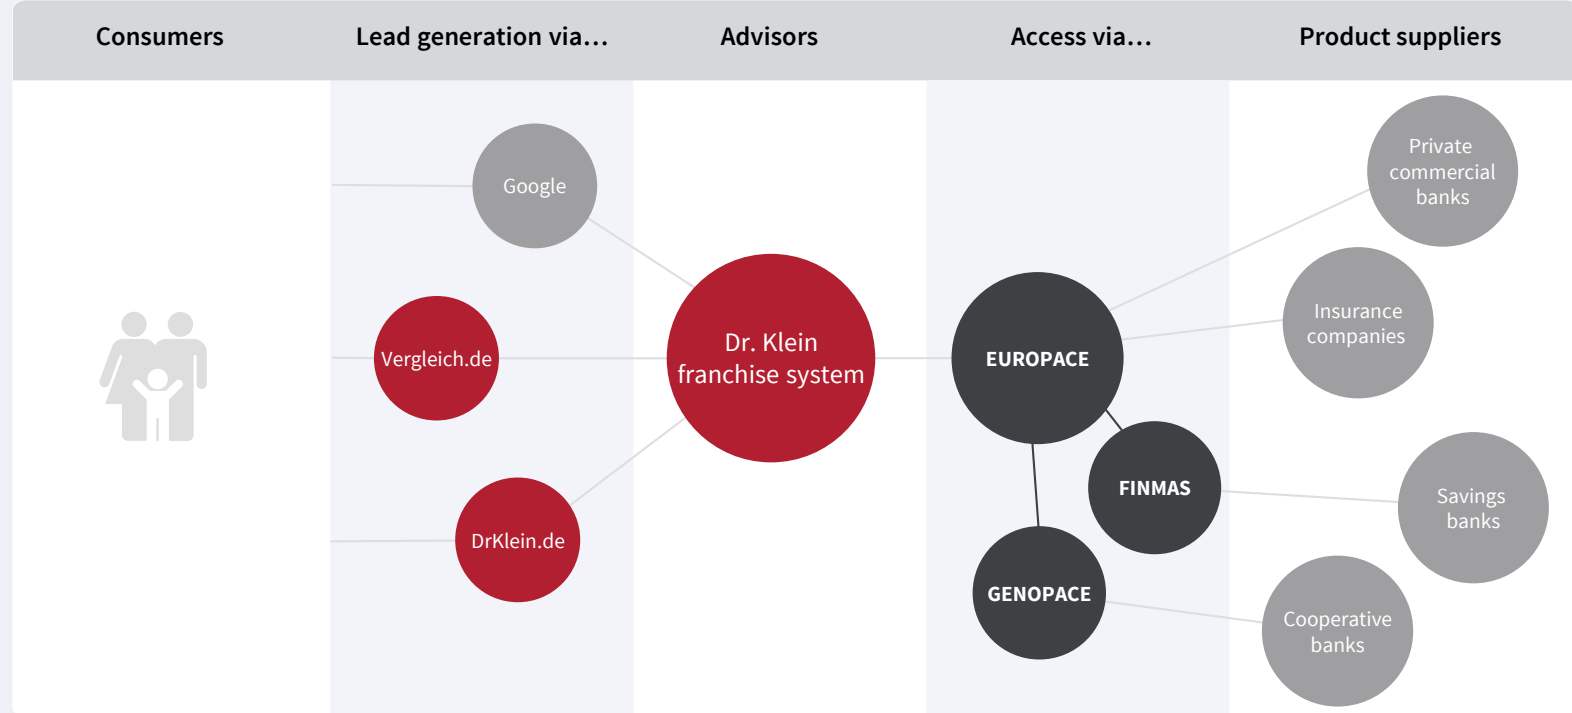 Consumers
Lead generation via…
Advisors
Access via…
Product suppliers
Google
Vergleich.de
DrKlein.de
Dr. Klein
franchise system
EUROPACE
FINMAS
GENOPACE
Private
commercial
banks
Insurance
companies
Savings
banks
Cooperative
banks